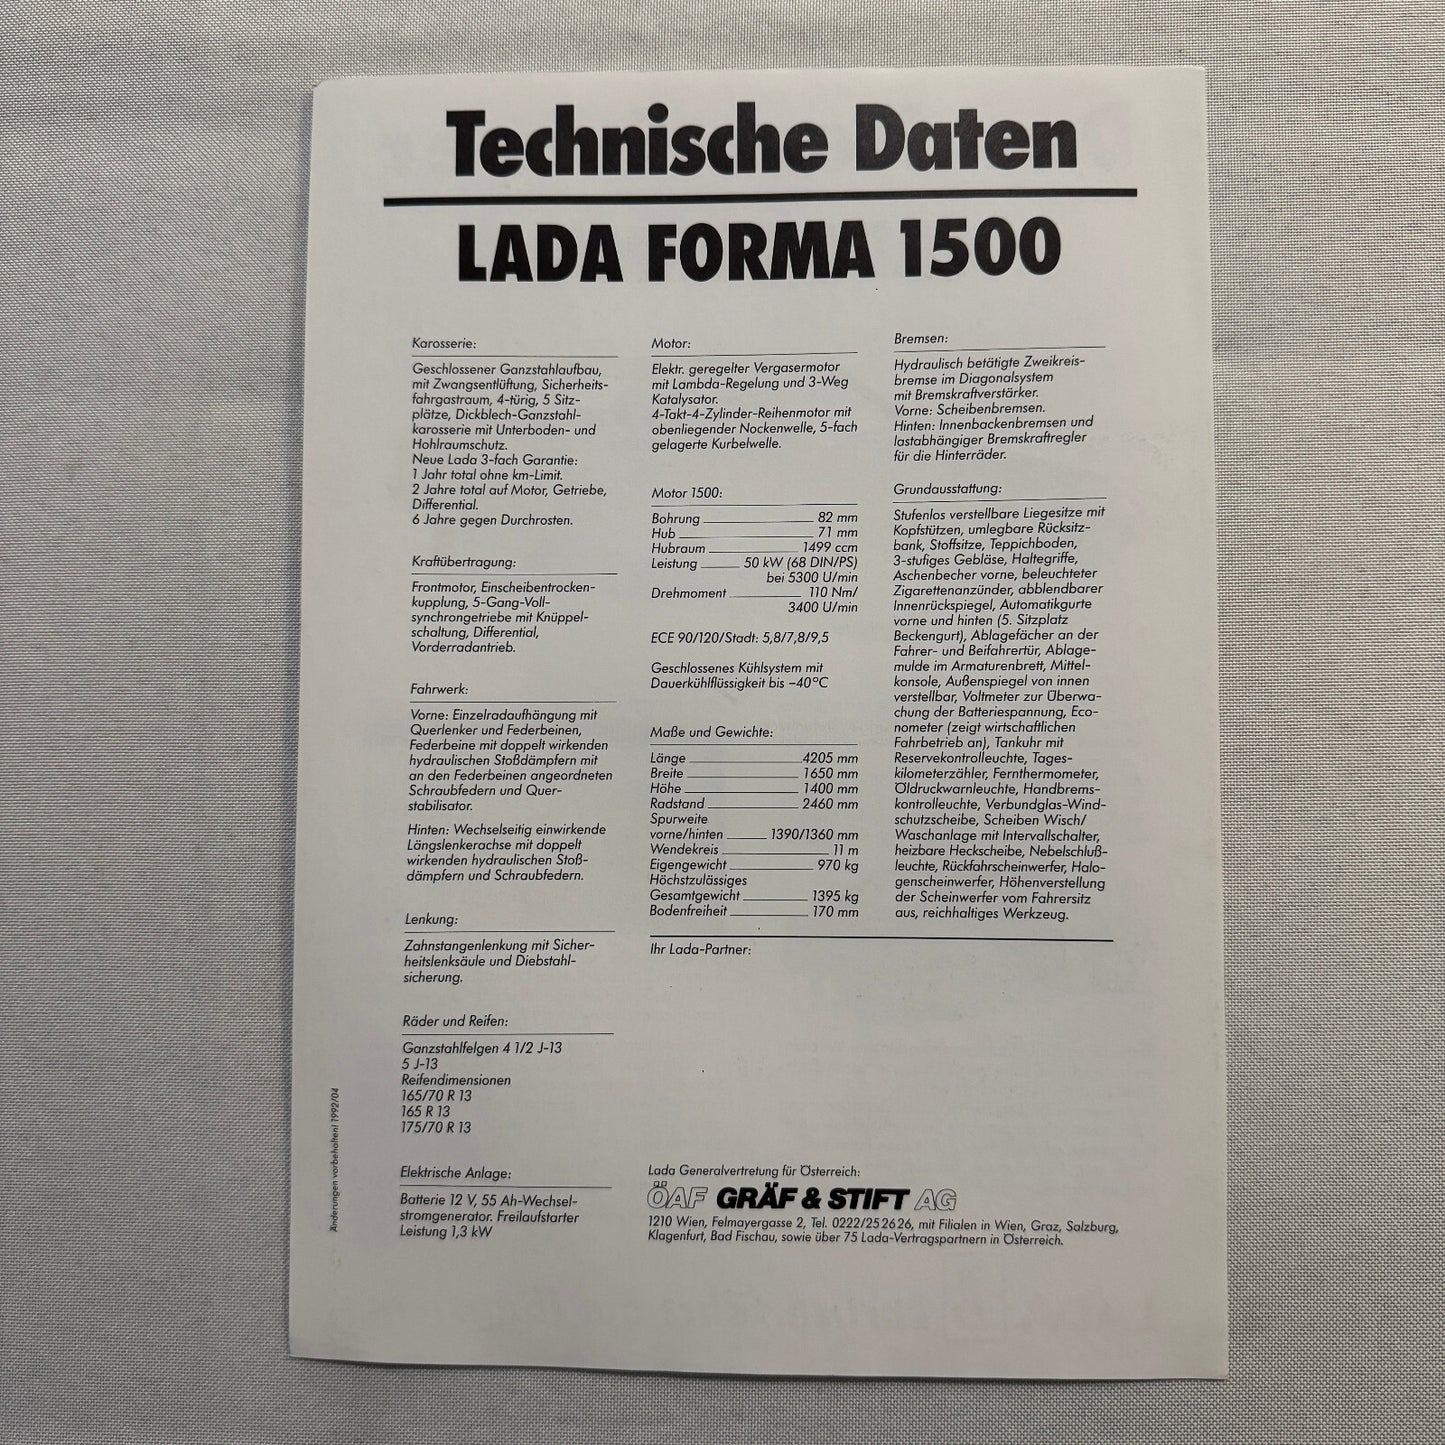 Technische Daten
LADA FORMA 1500
Karosserie:
Geschlossener Ganzstahlaufbau,
mit Zwangsentlüftung, Sicherheits-
fahrgastraum, 4-türig, 5 Sitz-
plätze, Dickblech-Ganzstahl-
karosserie mit Unterboden- und
Hohlraumschutz.
Neue Lada 3-fach Garantie:
1 Jahr total ohne km-Limit.
2 Jahre total auf Motor, Getriebe,
Differential.
6 Jahre gegen Durchrosten.
Kraftübertragung:
Frontmotor, Einscheibentrocken-
kupplung, 5-Gang-Voll-
synchrongetriebe mit Knüppel-
schaltung, Differential,
Vorderradantrieb.
Fahrwerk:
Vorne: Einzelradaufhängung mit
Querlenker und Federbeinen,
Federbeine mit doppelt wirkenden
hydraulischen Stoßdämpfern mit
an den Federbeinen angeordneten
Schraubfedern und Quer-
stabilisator.
Hinten: Wechselseitig einwirkende
Längslenkerachse mit doppelt
wirkenden hydraulischen Stoß-
dämpfern und Schraubfedern.
Lenkung:
Zahnstangenlenkung mit Sicher-
heitslenksäule und Diebstahl-
sicherung.
Räder und Reifen:
Ganzstahlfelgen 4 1/2 J-13
5 J-13
Reifendimensionen
165/70 R 13
165 R 13
175/70 R 13
Elektrische Anlage:
Batterie 12 V, 55 Ah-Wechsel-
stromgenerator. Freilaufstarter
Leistung 1,3 kW
Motor:
Elektr. geregelter Vergasermotor
mit Lambda-Regelung und 3-Weg
Katalysator.
4-Takt-4-Zylinder-Reihenmotor mit
obenliegender Nockenwelle, 5-fach
gelagerte Kurbelwelle.
Motor 1500:
Bohrung 82 mm
Hub 71 mm
Hubraum 1499 ccm
Leistung 50 kW (68 DIN/PS)
bei 5300 U/min
Drehmoment 110 Nm/
3400 U/min
ECE 90/120/Stadt: 5,8/7,8/9,5
Geschlossenes Kühlsystem mit
Dauerkühlflüssigkeit bis –40°C
Maße und Gewichte:
Länge 4205 mm
Breite 1650 mm
Höhe 1400 mm
Radstand 2460 mm
Spurweite
vorne/hinten 1390/1360 mm
Wendekreis 11 m
Eigengewicht 970 kg
Höchstzulässiges
Gesamtgewicht 1395 kg
Bodenfreiheit 170 mm
Bremsen:
Hydraulisch betätigte Zweikreis-
bremse im Diagonalsystem
mit Bremskraftverstärker.
Vorne: Scheibenbremsen.
Hinten: Innenbackenbremsen und
lastabhängiger Bremskraftregler
für die Hinterräder.
Grundausstattung:
Stufenlos verstellbare Liegesitze mit
Kopfstützen, umlegbare Rücksitz-
bank, Stoffsitze, Teppichboden,
3-stufiges Gebläse, Haltegriffe,
Aschenbecher vorne, beleuchteter
Zigarettenanzünder, abblendbarer
Innenrückspiegel, Automatikgurte
vorne und hinten (5. Sitzplatz
Beckengurt), Ablagefächer an der
Fahrer- und Beifahrertür, Ablage-
mulde im Armaturenbrett, Mittel-
konsole, Außenspiegel von innen
verstellbar, Voltmeter zur Überwa-
chung der Batteriespannung, Eco-
nometer (zeigt wirtschaftlichen
Fahrbetrieb an), Tankuhr mit
Reservekontrolleuchte, Tages-
kilometerzähler, Fernthermometer,
Öldruckwarnleuchte, Handbrems-
kontrolleuchte, Verbundglas-Wind-
schutzscheibe, Scheiben Wisch/
Waschanlage mit Intervallschalter,
heizbare Heckscheibe, Nebelschluß-
leuchte, Rückfahrscheinwerfer, Halo-
genscheinwerfer, Höhenverstellung
der Scheinwerfer vom Fahrersitz
aus, reichhaltiges Werkzeug.
Ihr Lada-Partner:
Lada Generalvertretung für Österreich:
ÖAF GRÄF & STIFT AG
1210 Wien, Felmayergasse 2, Tel. 0222/25 26 26, mit Filialen in Wien, Graz, Salzburg,
Klagenfurt, Bad Fischau, sowie über 75 Lada-Vertragspartnern in Österreich.
Änderungen vorbehalten! 1992/04